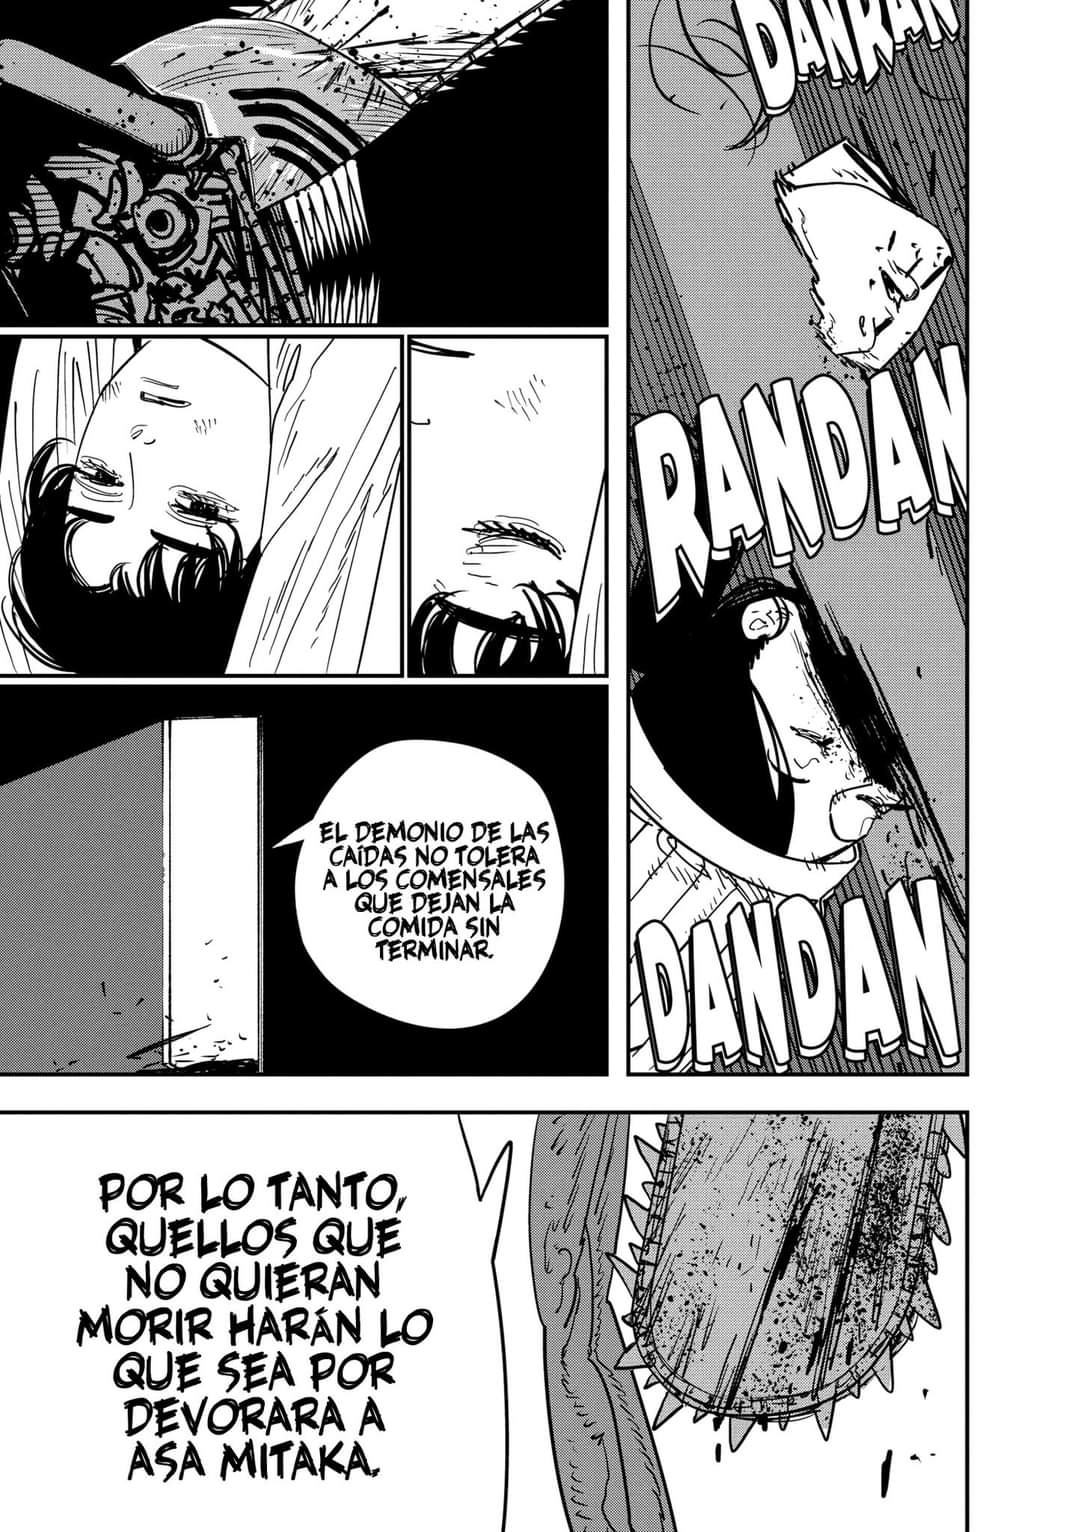 DANRAN
RANDAN
DANDAN
EL DEMONIO DE LAS
CAÍDAS NO TOLERA
A LOS COMENSALES
QUE DEJAN LA
COMIDA SIN
TERMINAR.
POR LO TANTO,
QUELLOS QUE
NO QUIERAN
MORIR HARÁN LO
QUE SEA POR
DEVORARA A
ASA MITAKA.